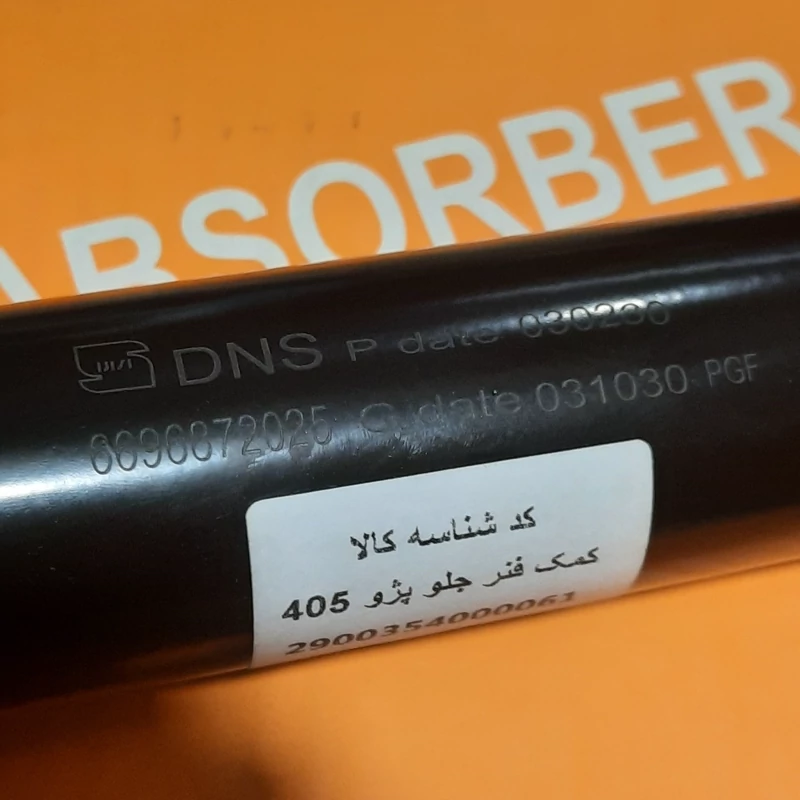 ABSORBER
DNS P date 030230
6696872025 G. date 031030 PGF
کد شناسه کالا
کمک فنر جلو پژو 405
2900354000061